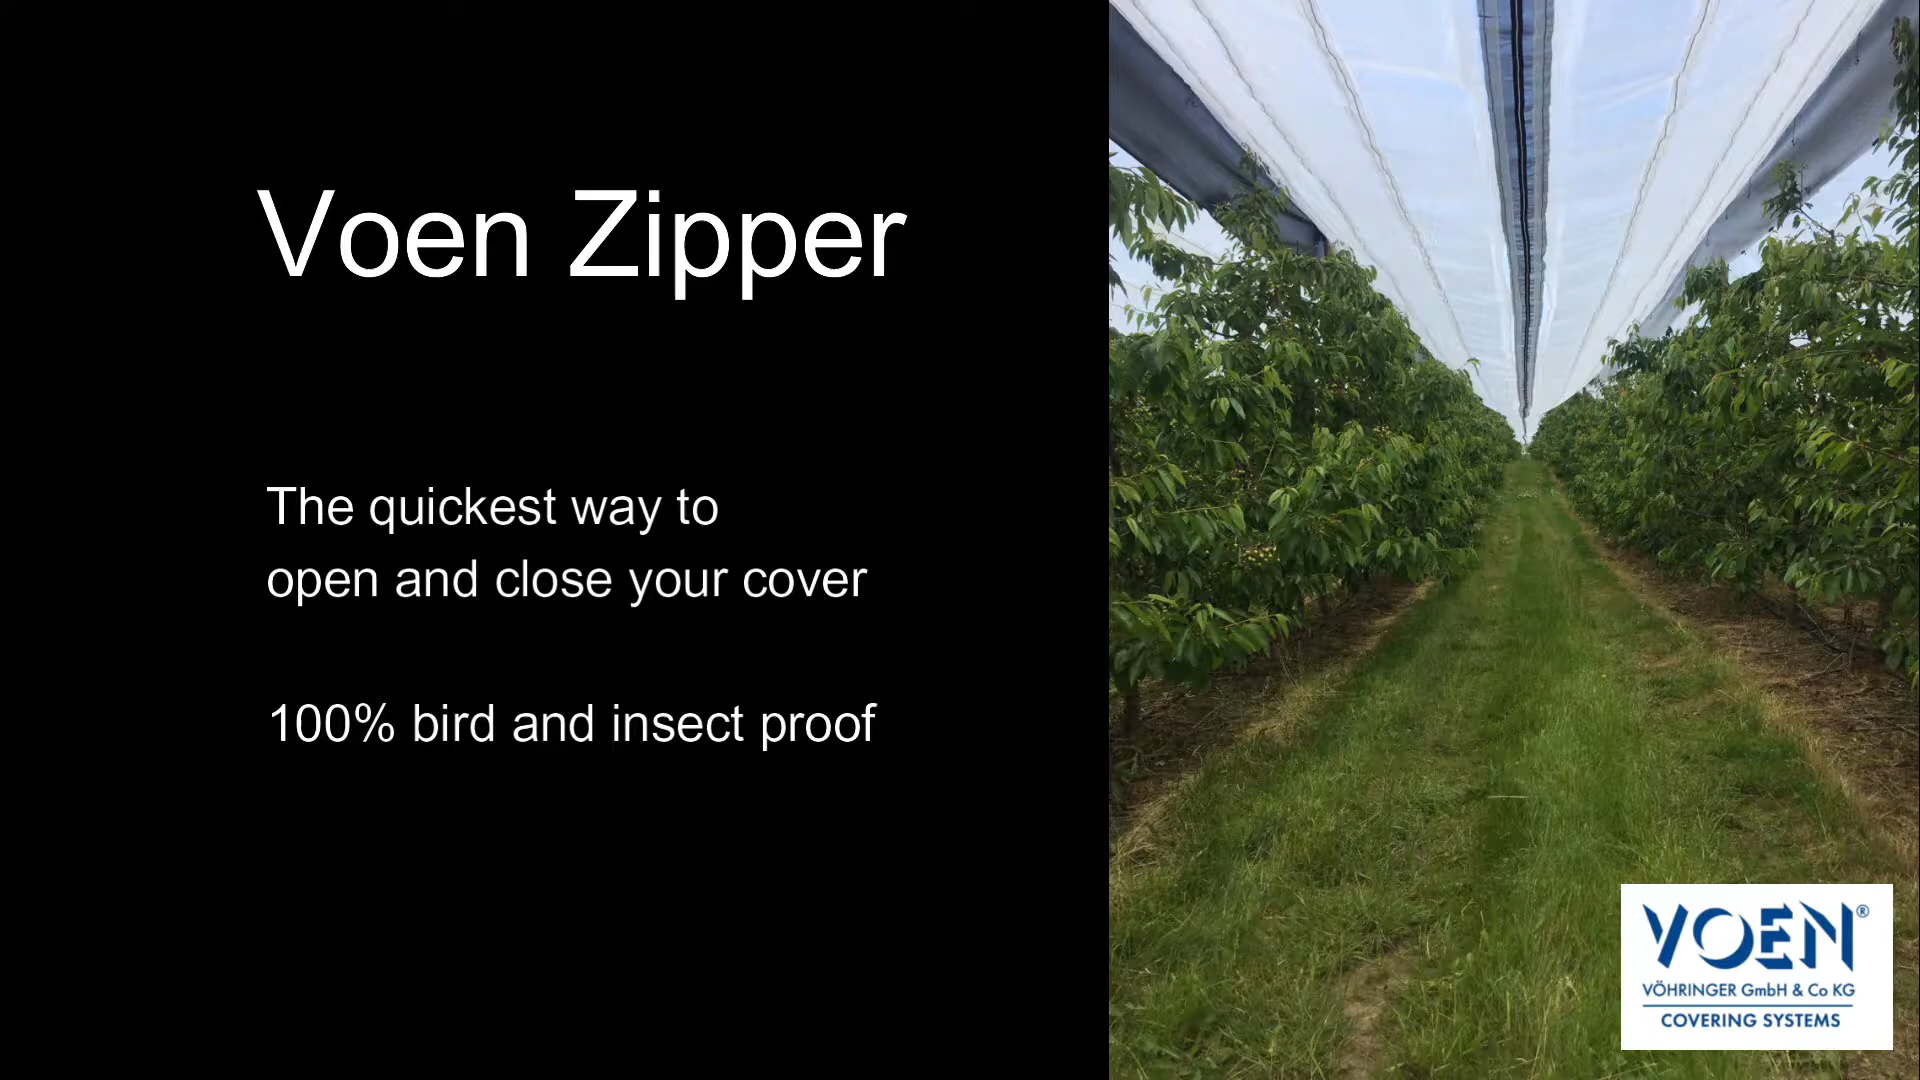 Voen Zipper
The quickest way to
open and close your cover
100% bird and insect proof
VOEN®
VÖHRINGER GmbH & Co KG
COVERING SYSTEMS